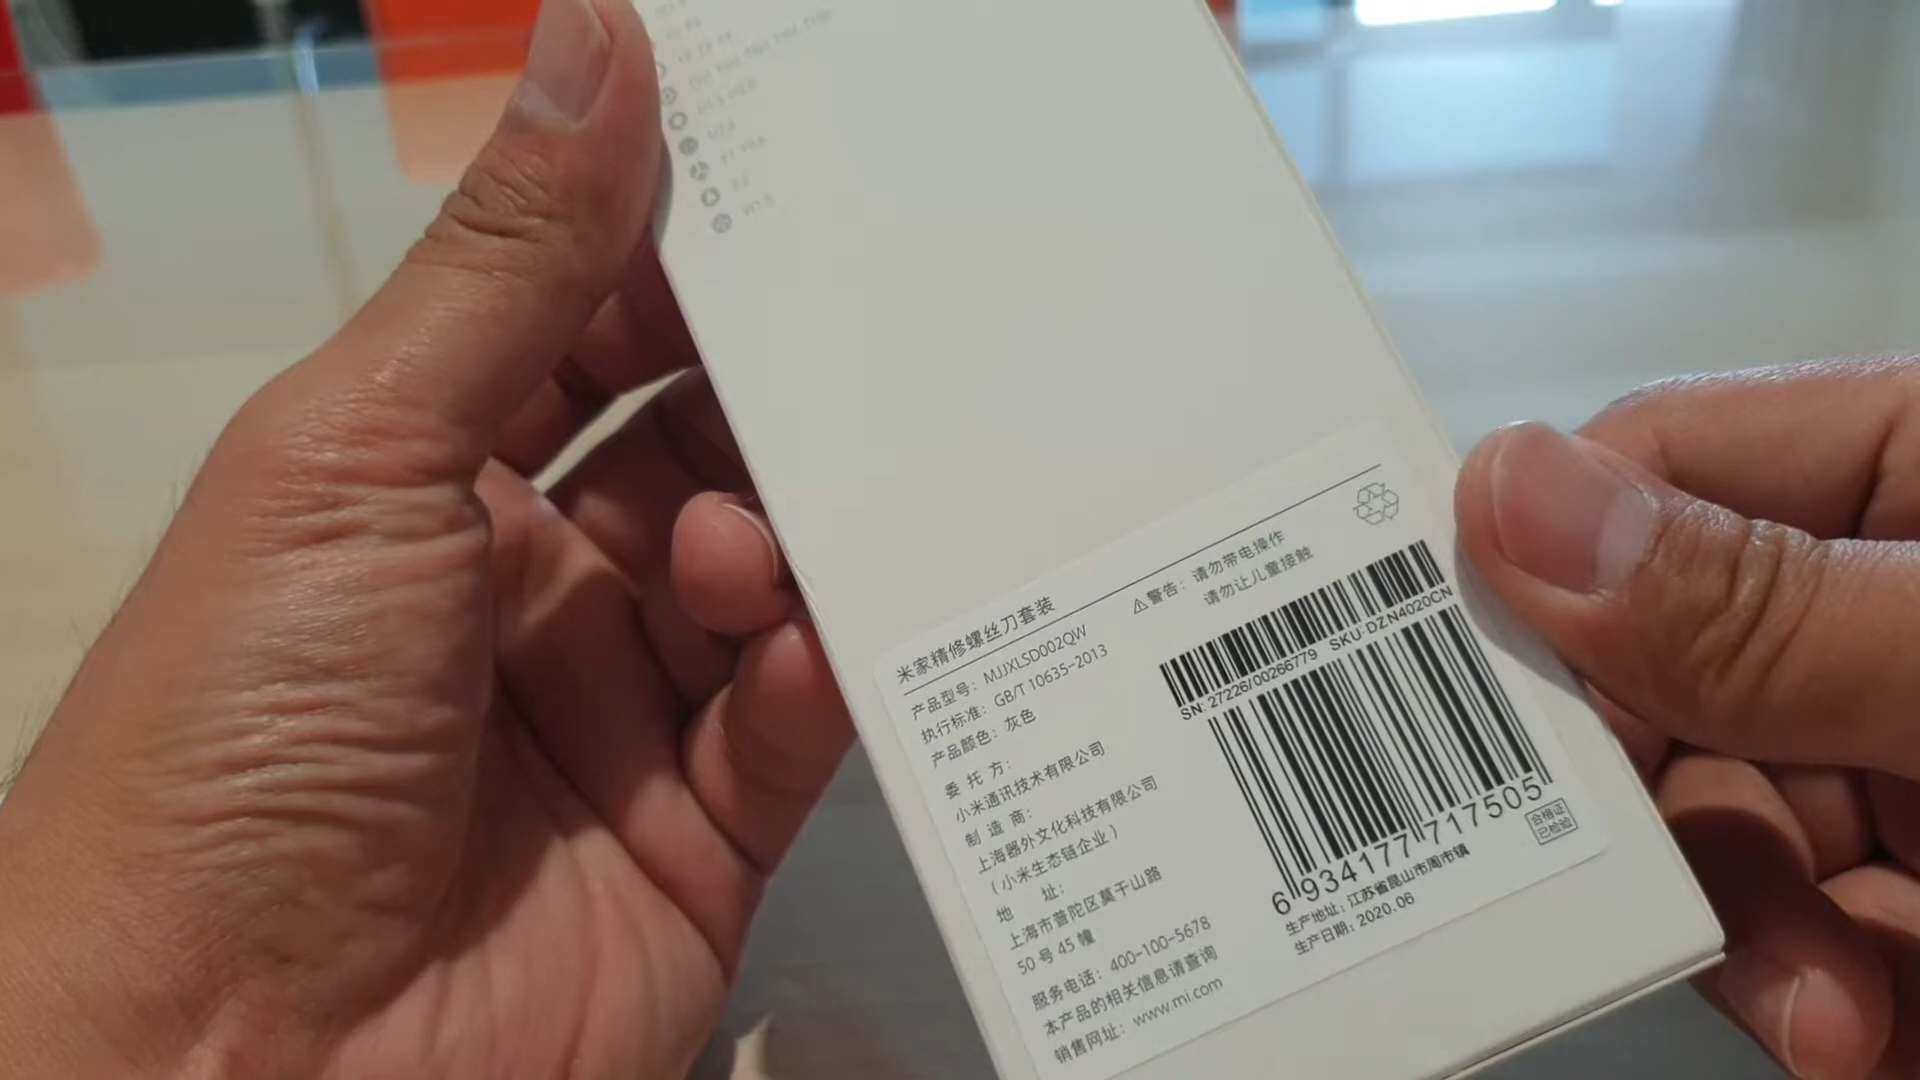 米家精修螺丝刀套装
产品型号：MJJXLSD002QW
执行标准：GB/T 10635-2013
产品颜色：灰色
委 托 方：
小米通讯技术有限公司
制 造 商：
上海器外文化科技有限公司
（小米生态链企业）
地 址：
上海市普陀区莫干山路
50 号 45 幢
服务电话：400-100-5678
本产品的相关信息请查询
销售网址：www.mi.com
⚠警告：请勿带电操作
请勿让儿童接触
SN: 27226/00266779 SKU:DZN4020CN
6 934177 717505
合格证
已检验
生产地址：江苏省昆山市周市镇
生产日期：2020.06